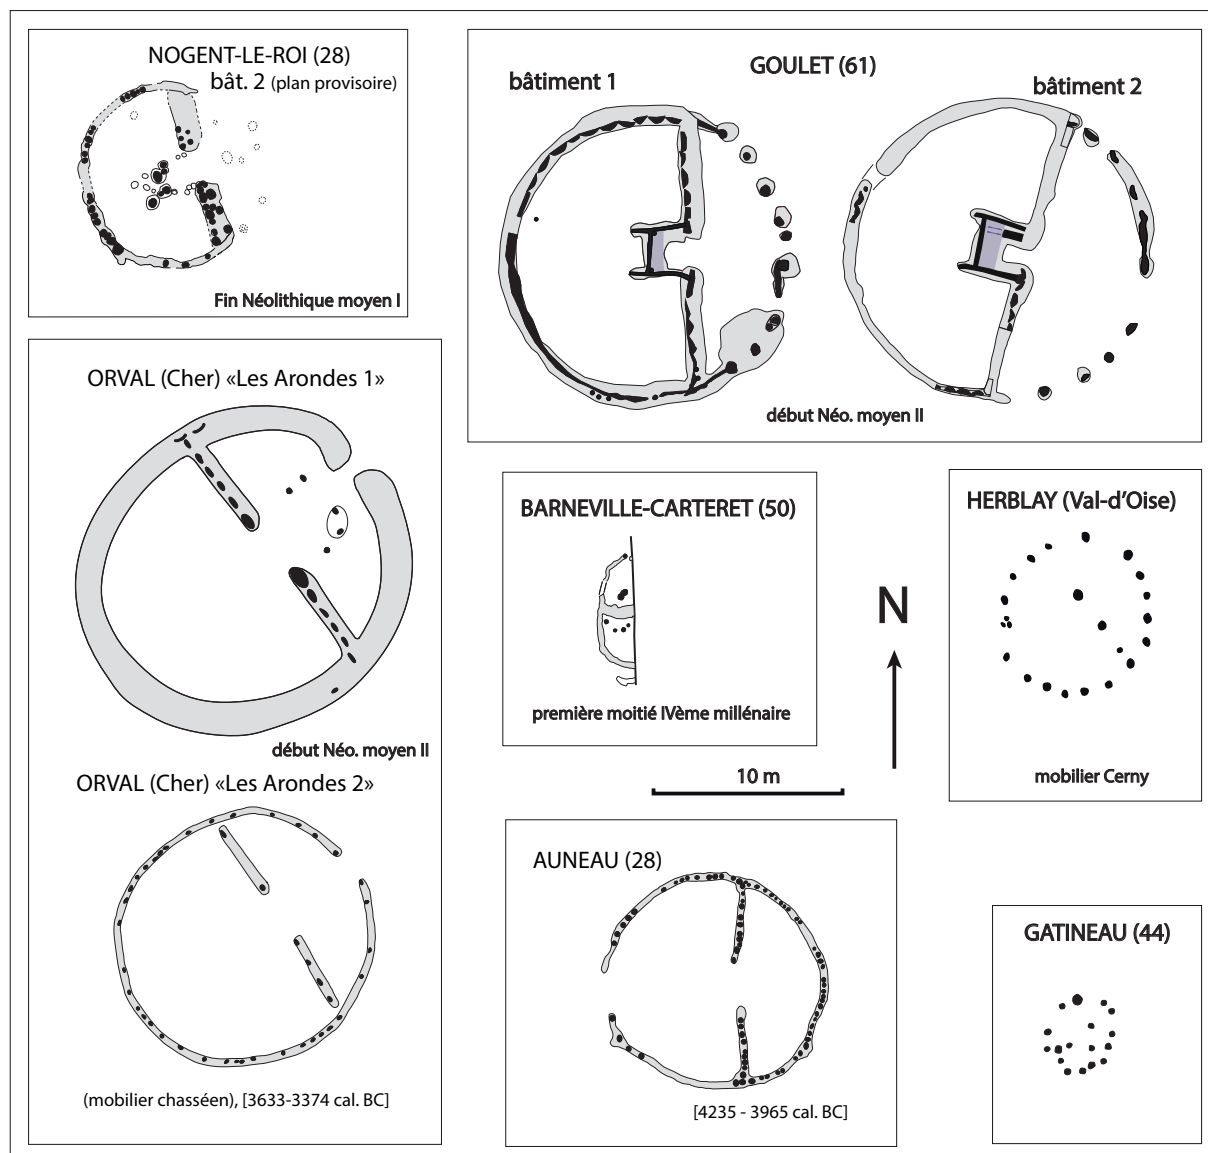 NOGENT-LE-ROI (28)
bât. 2 (plan provisoire)
Fin Néolithique moyen I
GOULET (61)
bâtiment 1
bâtiment 2
début Néo. moyen II
ORVAL (Cher) «Les Arondes 1»
début Néo. moyen II
ORVAL (Cher) «Les Arondes 2»
(mobilier chasséen), [3633-3374 cal. BC]
BARNEVILLE-CARTERET (50)
première moitié IVème millénaire
N
10 m
HERBLAY (Val-d'Oise)
mobilier Cerny
AUNEAU (28)
[4235 - 3965 cal. BC]
GATINEAU (44)